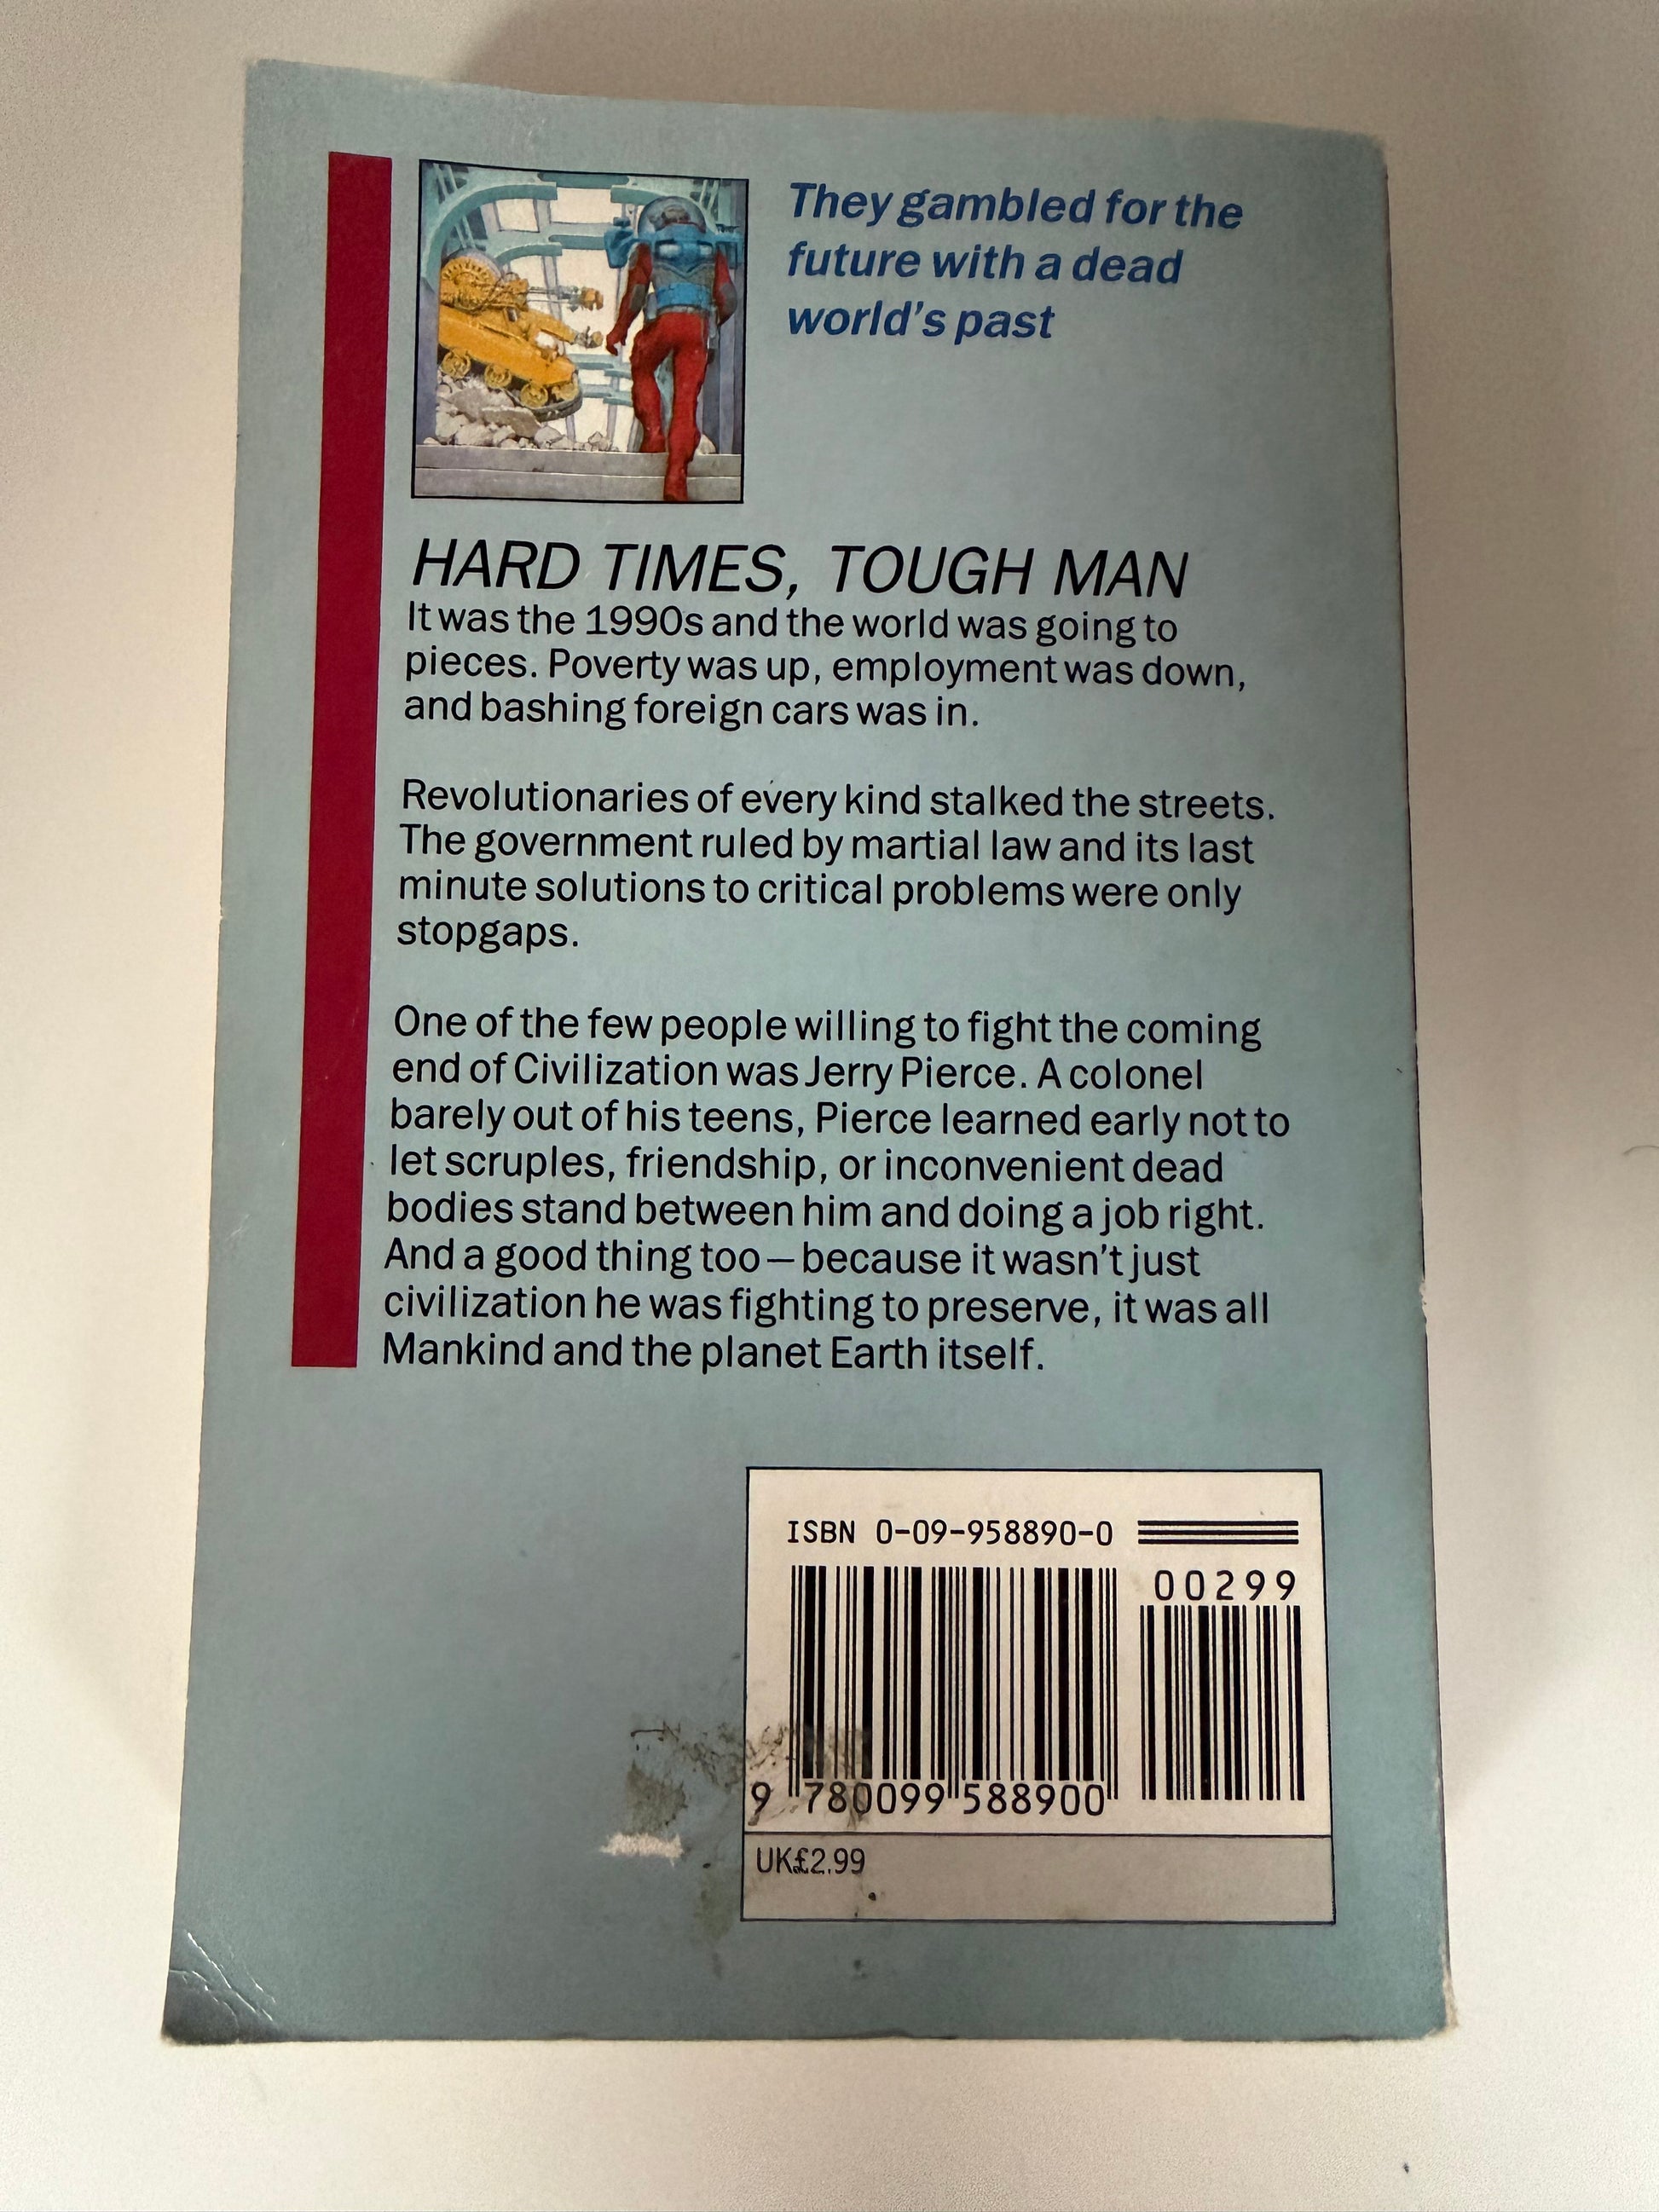 They gambled for the
future with a dead
world's past
HARD TIMES, TOUGH MAN
It was the 1990s and the world was going to
pieces. Poverty was up, employment was down,
and bashing foreign cars was in.
Revolutionaries of every kind stalked the streets.
The government ruled by martial law and its last
minute solutions to critical problems were only
stopgaps.
One of the few people willing to fight the coming
end of Civilization was Jerry Pierce. A colonel
barely out of his teens, Pierce learned early not to
let scruples, friendship, or inconvenient dead
bodies stand between him and doing a job right.
And a good thing too—because it wasn't just
civilization he was fighting to preserve, it was all
Mankind and the planet Earth itself.
ISBN 0-09-958890-0
00299
9 780099 588900
UK£2.99